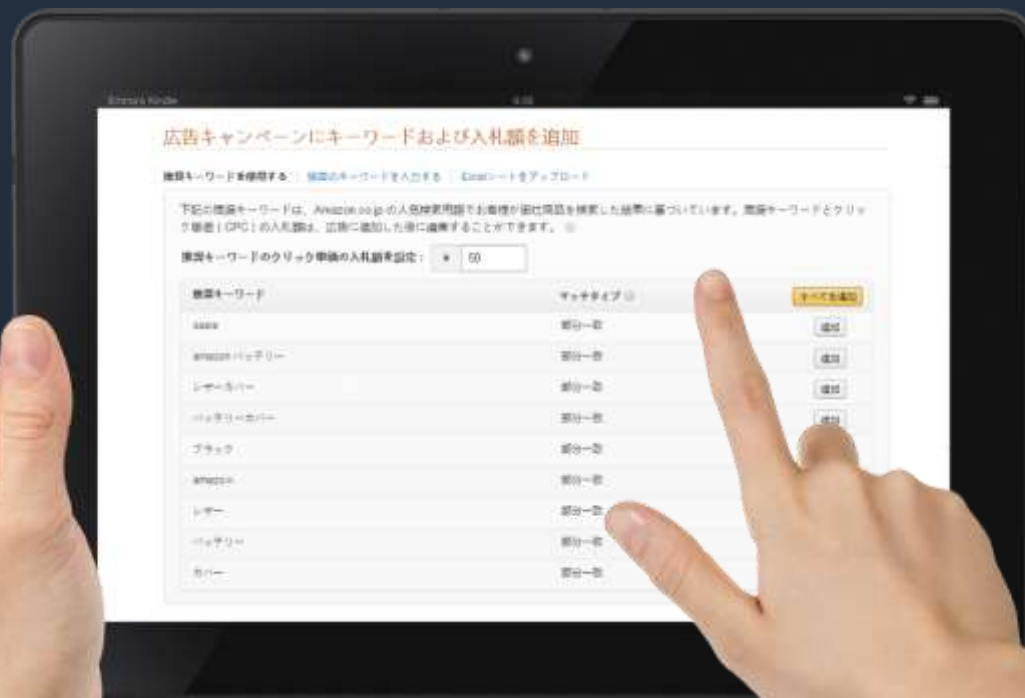 広告キャンペーンにキーワードおよび入札額を追加
推奨キーワードを使用する | 独自のキーワードを入力する | Excelシートをアップロード
下記の推奨キーワードは、Amazon.co.jp の人気検索用語でお客様が御社商品を検索した結果に基づいています。推奨キーワードとクリッ
ク単価 ( CPC ) の入札額は、広告に追加した後に編集することができます。
推奨キーワードのクリック単価の入札額を設定： ¥ 50
推奨キーワード マッチタイプ すべてを追加
部分一致 追加
amazon バッテリー 部分一致 追加
レザーカバー 部分一致 追加
バッテリーカバー 部分一致 追加
ブラック 部分一致
amazon 部分一致
レザー 部分一致
バッテリー 部分一致
カバー 部分一致